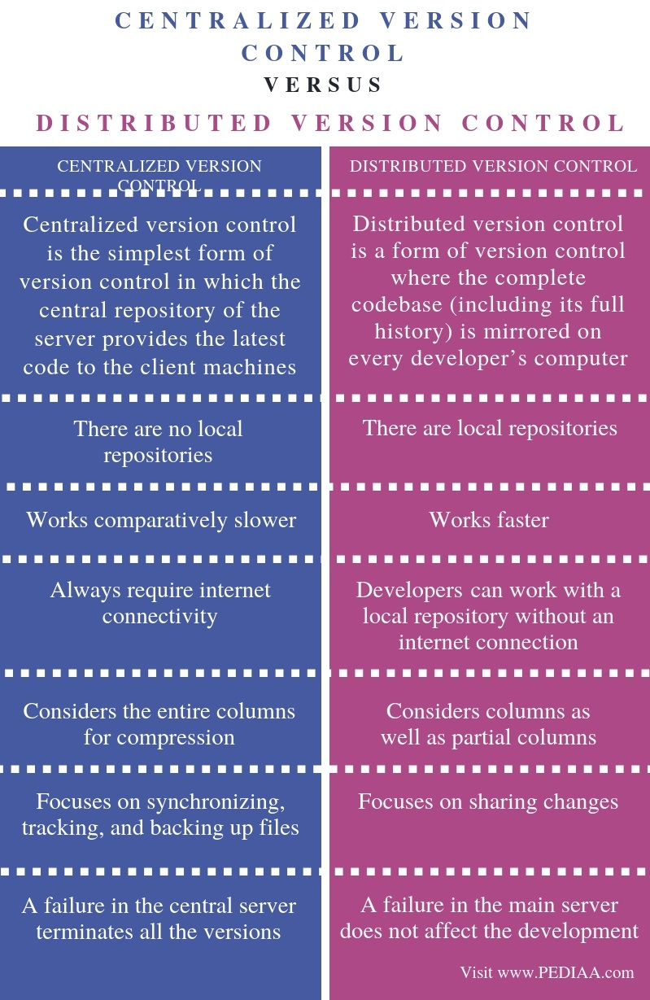 CENTRALIZED VERSION
CONTROL
VERSUS
DISTRIBUTED VERSION CONTROL
CENTRALIZED VERSION
CONTROL
DISTRIBUTED VERSION CONTROL
Centralized version control
is the simplest form of
version control in which the
central repository of the
server provides the latest
code to the client machines
Distributed version control
is a form of version control
where the complete
codebase (including its full
history) is mirrored on
every developer’s computer
There are no local
repositories
There are local repositories
Works comparatively slower
Works faster
Always require internet
connectivity
Developers can work with a
local repository without an
internet connection
Considers the entire columns
for compression
Considers columns as
well as partial columns
Focuses on synchronizing,
tracking, and backing up files
Focuses on sharing changes
A failure in the central server
terminates all the versions
A failure in the main server
does not affect the development
Visit www.PEDIAA.com